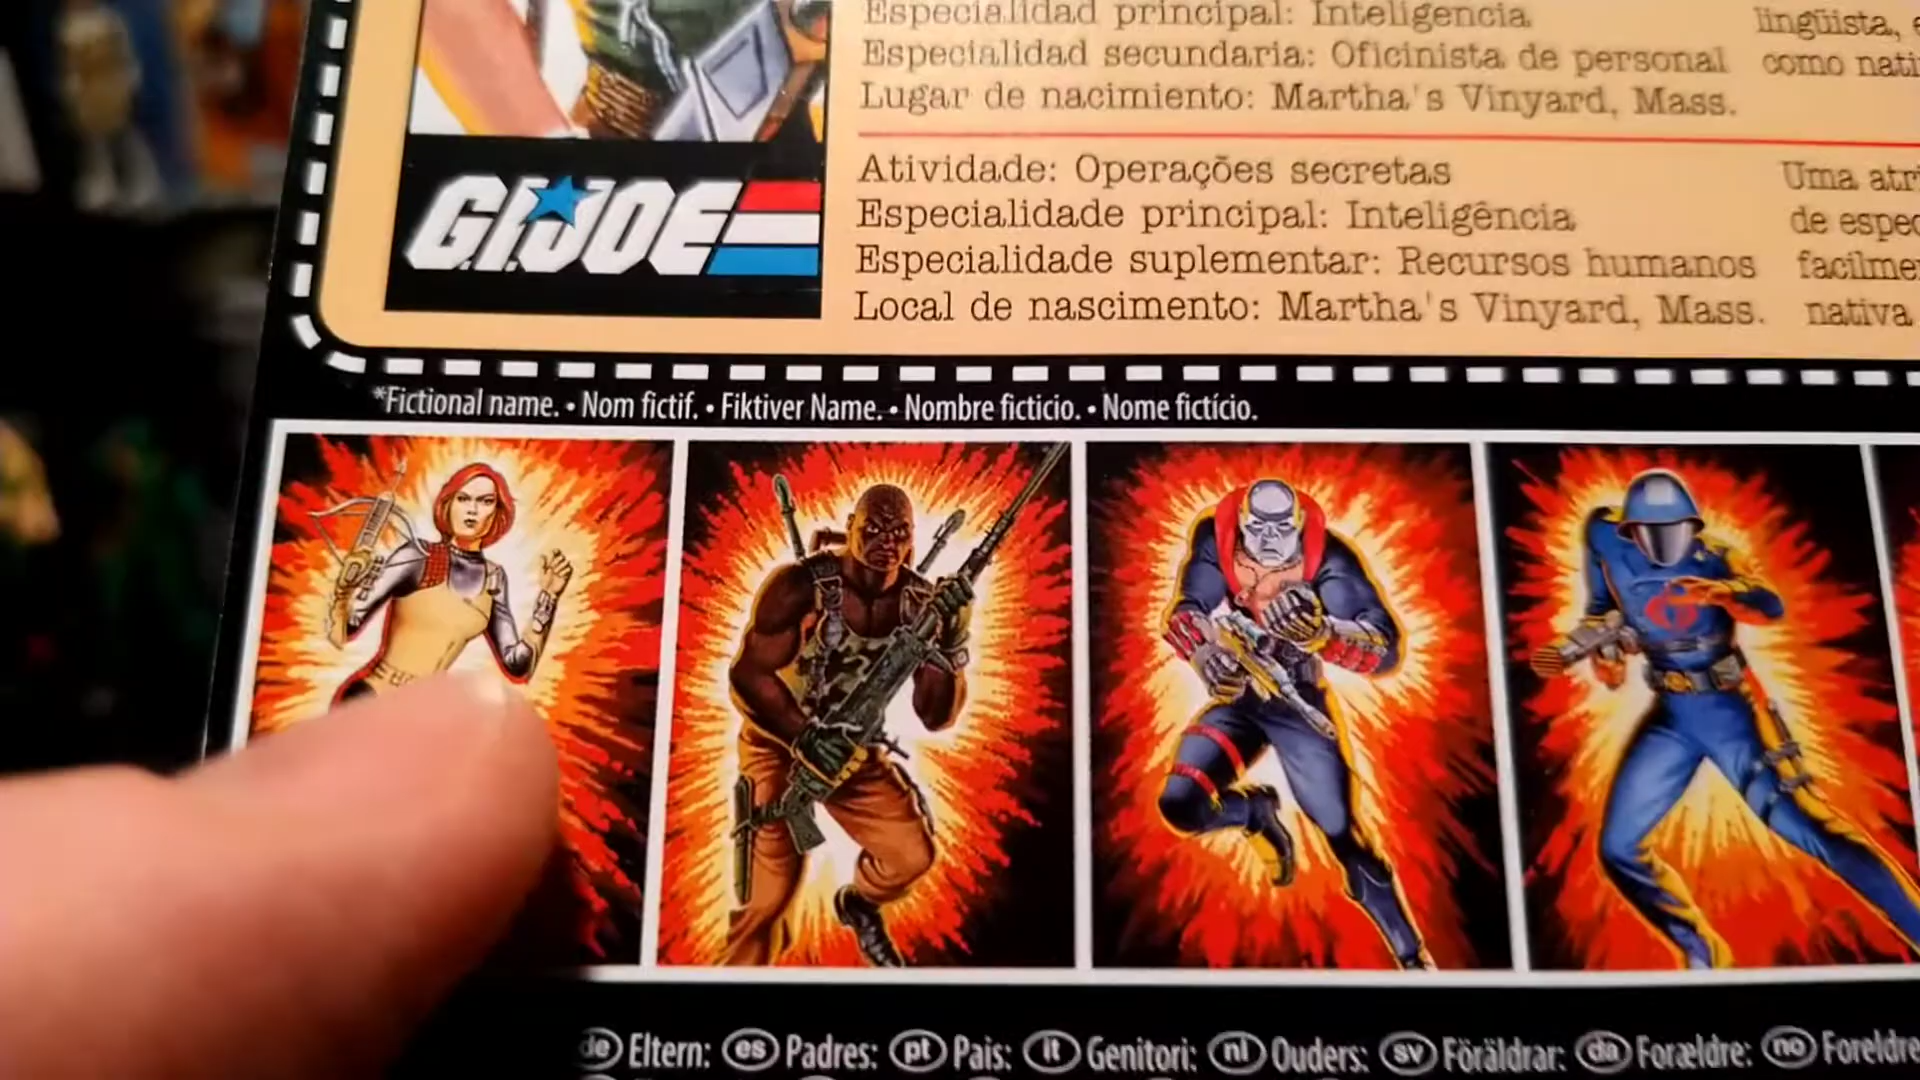 Especialidad principal: Inteligencia
Especialidad secundaria: Oficinista de personal
Lugar de nacimiento: Martha's Vinyard, Mass.
lingüista, e
como nati
G.I.JOE
Atividade: Operações secretas
Especialidade principal: Inteligência
Especialidade suplementar: Recursos humanos
Local de nascimento: Martha's Vinyard, Mass.
Uma atri
de espec
facilme
nativa
*Fictional name. • Nom fictif. • Fiktiver Name. • Nombre ficticio. • Nome fictício.
de Eltern: es Padres: pt Pais: it Genitori: nl Ouders: sv Föräldrar: da Forældre: no Foreldre